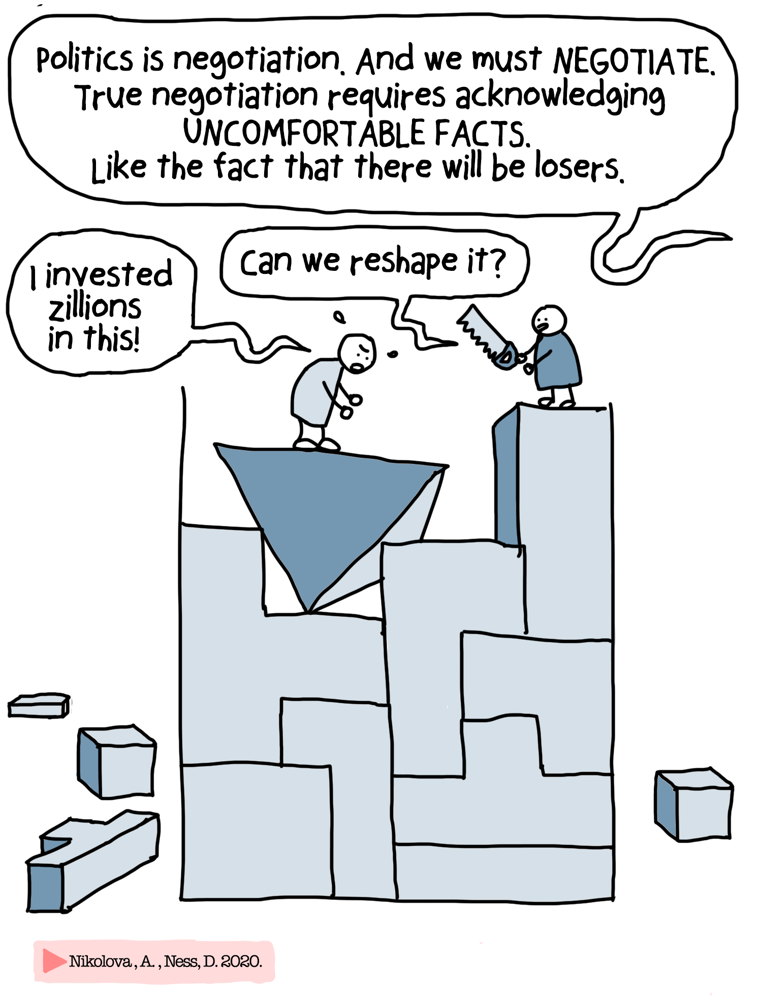 Politics is negotiation. And we must NEGOTIATE.
True negotiation requires acknowledging
UNCOMFORTABLE FACTS.
Like the fact that there will be losers.
I invested
zillions
in this!
Can we reshape it?
Nikolova, A., Ness, D. 2020.